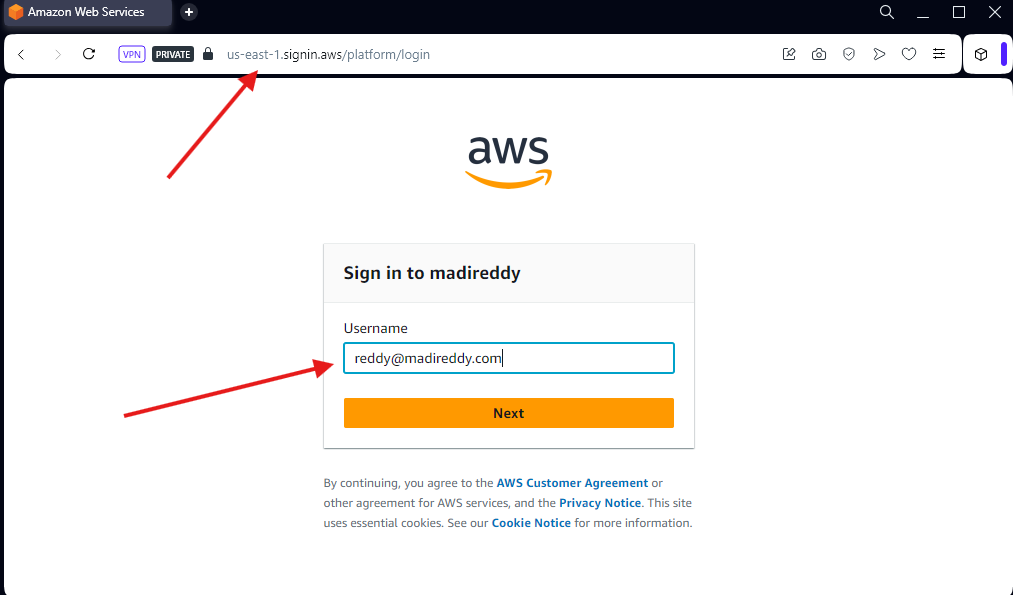 Amazon Web Services
VPN PRIVATE us-east-1.signin.aws/platform/login
aws
Sign in to madireddy
Username
reddy@madireddy.com
Next
By continuing, you agree to the AWS Customer Agreement or
other agreement for AWS services, and the Privacy Notice. This site
uses essential cookies. See our Cookie Notice for more information.